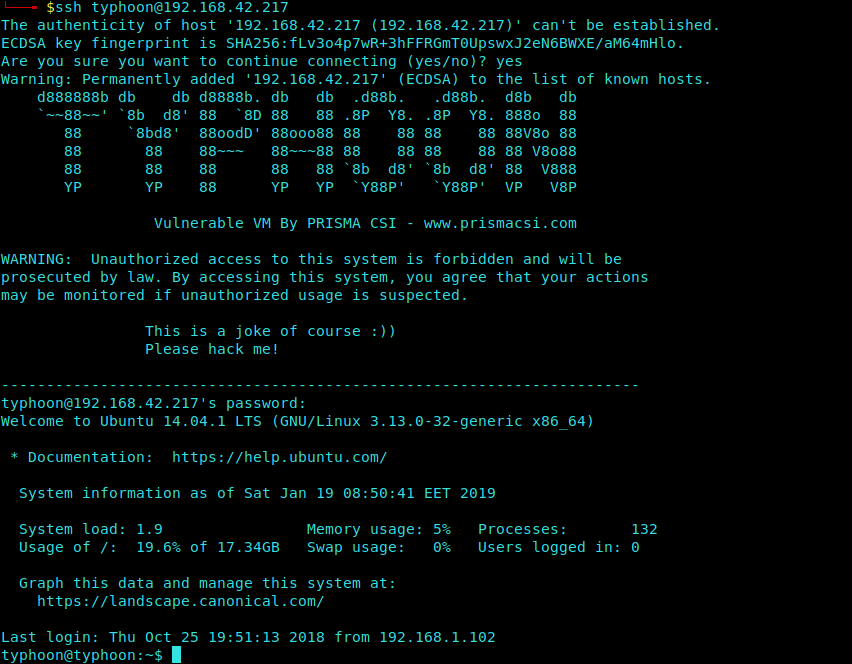 $ssh typhoon@192.168.42.217
The authenticity of host '192.168.42.217 (192.168.42.217)' can't be established.
ECDSA key fingerprint is SHA256:fLv3o4p7wR+3hFFRGmT0UpswxJ2eN6BWXE/aM64mHlo.
Are you sure you want to continue connecting (yes/no)? yes
Warning: Permanently added '192.168.42.217' (ECDSA) to the list of known hosts.
    d888888b db    db d8888b. db   db  .d88b.   .d88b.  d8b   db
    `~~88~~' `8b  d8' 88  `8D 88   88 .8P  Y8. .8P  Y8. 888o  88
       88     `8bd8'  88oodD' 88ooo88 88    88 88    88 88V8o 88
       88       88    88~~~   88~~~88 88    88 88    88 88 V8o88
       88       88    88      88   88 `8b  d8' `8b  d8' 88  V888
       YP       YP    88      YP   YP  `Y88P'   `Y88P'  VP   V8P
Vulnerable VM By PRISMA CSI - www.prismacsi.com
WARNING:  Unauthorized access to this system is forbidden and will be
prosecuted by law. By accessing this system, you agree that your actions
may be monitored if unauthorized usage is suspected.
This is a joke of course :))
Please hack me!
-----------------------------------------------------------------------
typhoon@192.168.42.217's password:
Welcome to Ubuntu 14.04.1 LTS (GNU/Linux 3.13.0-32-generic x86_64)
* Documentation:  https://help.ubuntu.com/
System information as of Sat Jan 19 08:50:41 EET 2019
System load: 1.9                 Memory usage: 5%   Processes:       132
Usage of /:  19.6% of 17.34GB   Swap usage:   0%   Users logged in: 0
Graph this data and manage this system at:
https://landscape.canonical.com/
Last login: Thu Oct 25 19:51:13 2018 from 192.168.1.102
typhoon@typhoon:~$